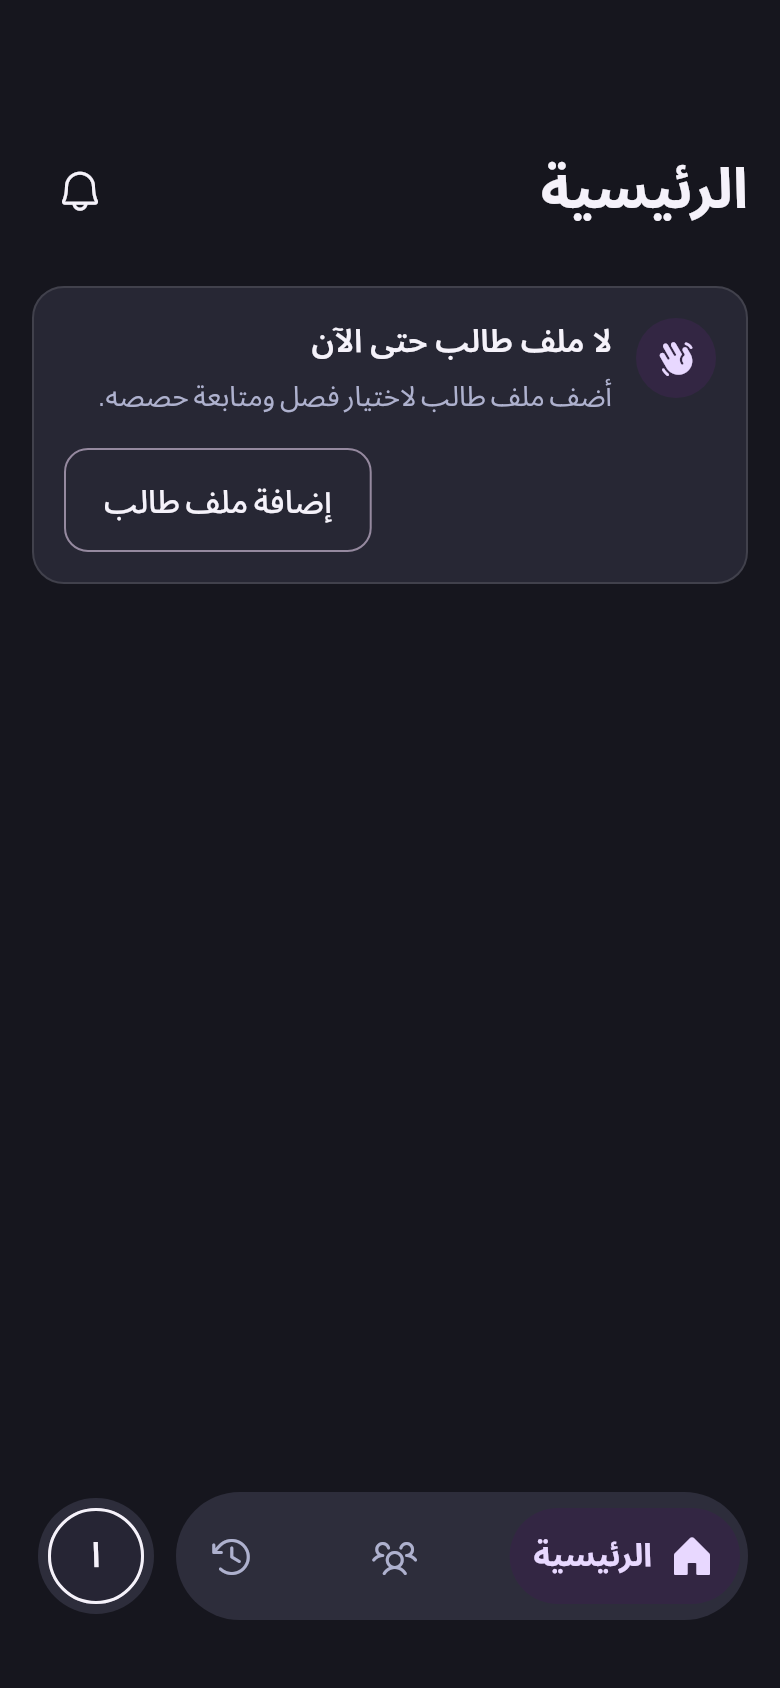 الرئيسية
لا ملف طالب حتى الآن
أضف ملف طالب لاختيار فصل ومتابعة حصصه.
إضافة ملف طالب
الرئيسية
ا